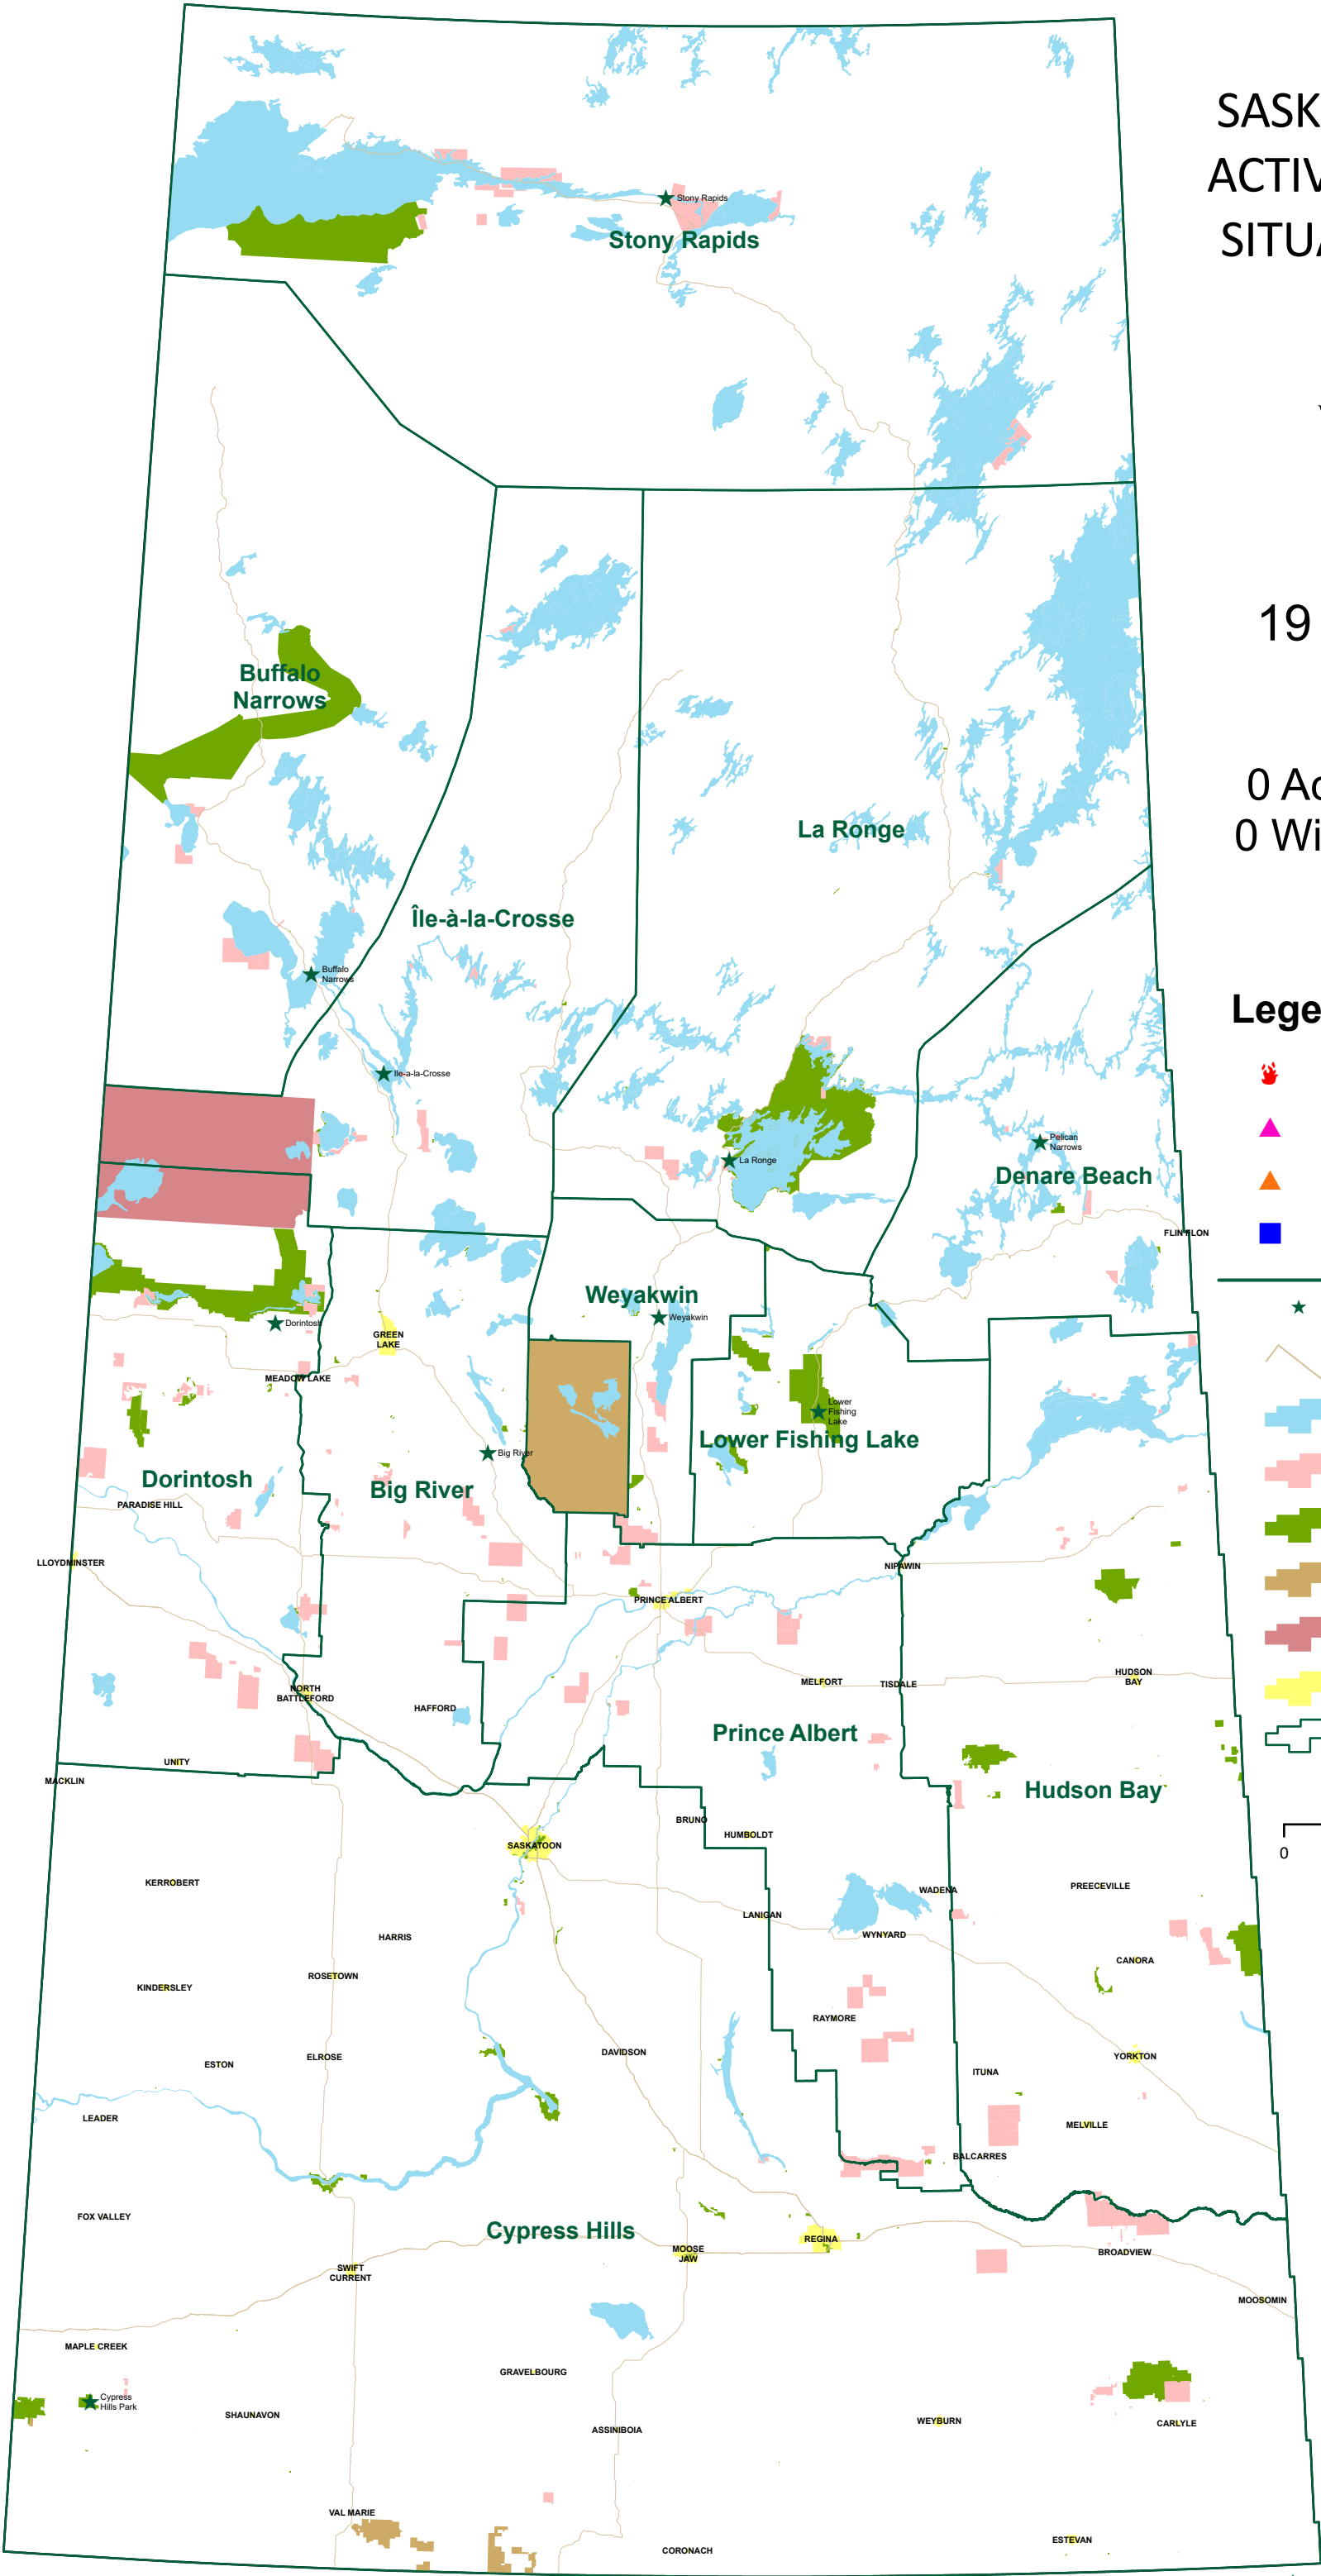 SASK
ACTIV
SITUA
19
0 Ac
0 Wi
Lege
0
Stony Rapids
Stony Rapids
Buffalo
Narrows
La Ronge
Île-à-la-Crosse
Buffalo
Narrows
Ile-a-la-Crosse
Pelican
Narrows
La Ronge
Denare Beach
FLIN FLON
Weyakwin
Weyakwin
Dorintosh
GREEN
LAKE
MEADOW LAKE
Lower
Fishing
Lake
Lower Fishing Lake
Big River
Dorintosh
Big River
PARADISE HILL
LLOYDMINSTER
NIPAWIN
PRINCE ALBERT
HUDSON
BAY
MELFORT
TISDALE
NORTH
BATTLEFORD
HAFFORD
Prince Albert
UNITY
MACKLIN
Hudson Bay
BRUNO
HUMBOLDT
SASKATOON
KERROBERT
PREECEVILLE
WADENA
LANIGAN
WYNYARD
HARRIS
CANORA
ROSETOWN
KINDERSLEY
RAYMORE
DAVIDSON
YORKTON
ELROSE
ESTON
ITUNA
LEADER
MELVILLE
BALCARRES
FOX VALLEY
Cypress Hills
REGINA
MOOSE
JAW
BROADVIEW
SWIFT
CURRENT
MOOSOMIN
MAPLE CREEK
GRAVELBOURG
Cypress
Hills Park
SHAUNAVON
WEYBURN
CARLYLE
ASSINIBOIA
VAL MARIE
ESTEVAN
CORONACH